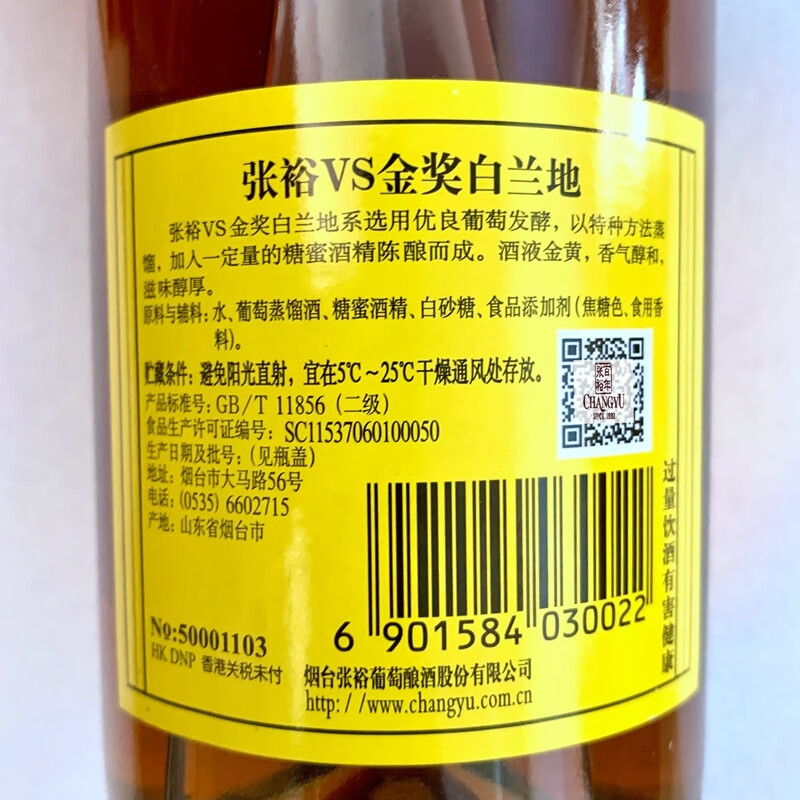 张裕VS金奖白兰地
张裕VS金奖白兰地系选用优良葡萄发酵，以特种方法蒸
馏，加入一定量的糖蜜酒精陈酿而成。酒液金黄，香气醇和，
滋味醇厚。
原料与辅料：水、葡萄蒸馏酒、糖蜜酒精、白砂糖、食品添加剂（焦糖色、食用香
料）。
贮藏条件：避免阳光直射，宜在5℃～25℃干燥通风处存放。
产品标准号：GB/T 11856（二级）
食品生产许可证编号：SC11537060100050
生产日期及批号：（见瓶盖）
地址：烟台市大马路56号
电话：(0535) 6602715
产地：山东省烟台市
张裕
百年
CHANGYU
SINCE 1892
过量饮酒有害健康
6 901584 030022
№:50001103
HK DNP 香港关税未付
烟台张裕葡萄酿酒股份有限公司
http://www.changyu.com.cn